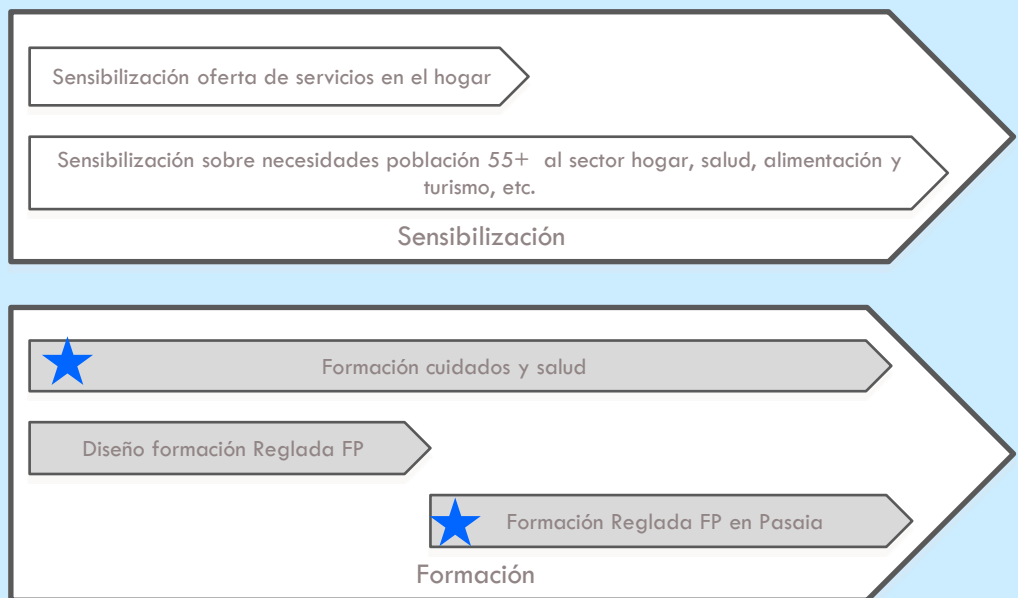 Sensibilización oferta de servicios en el hogar
Sensibilización sobre necesidades población 55+ al sector hogar, salud, alimentación y
turismo, etc.
Sensibilización
Formación cuidados y salud
Diseño formación Reglada FP
Formación Reglada FP en Pasaia
Formación